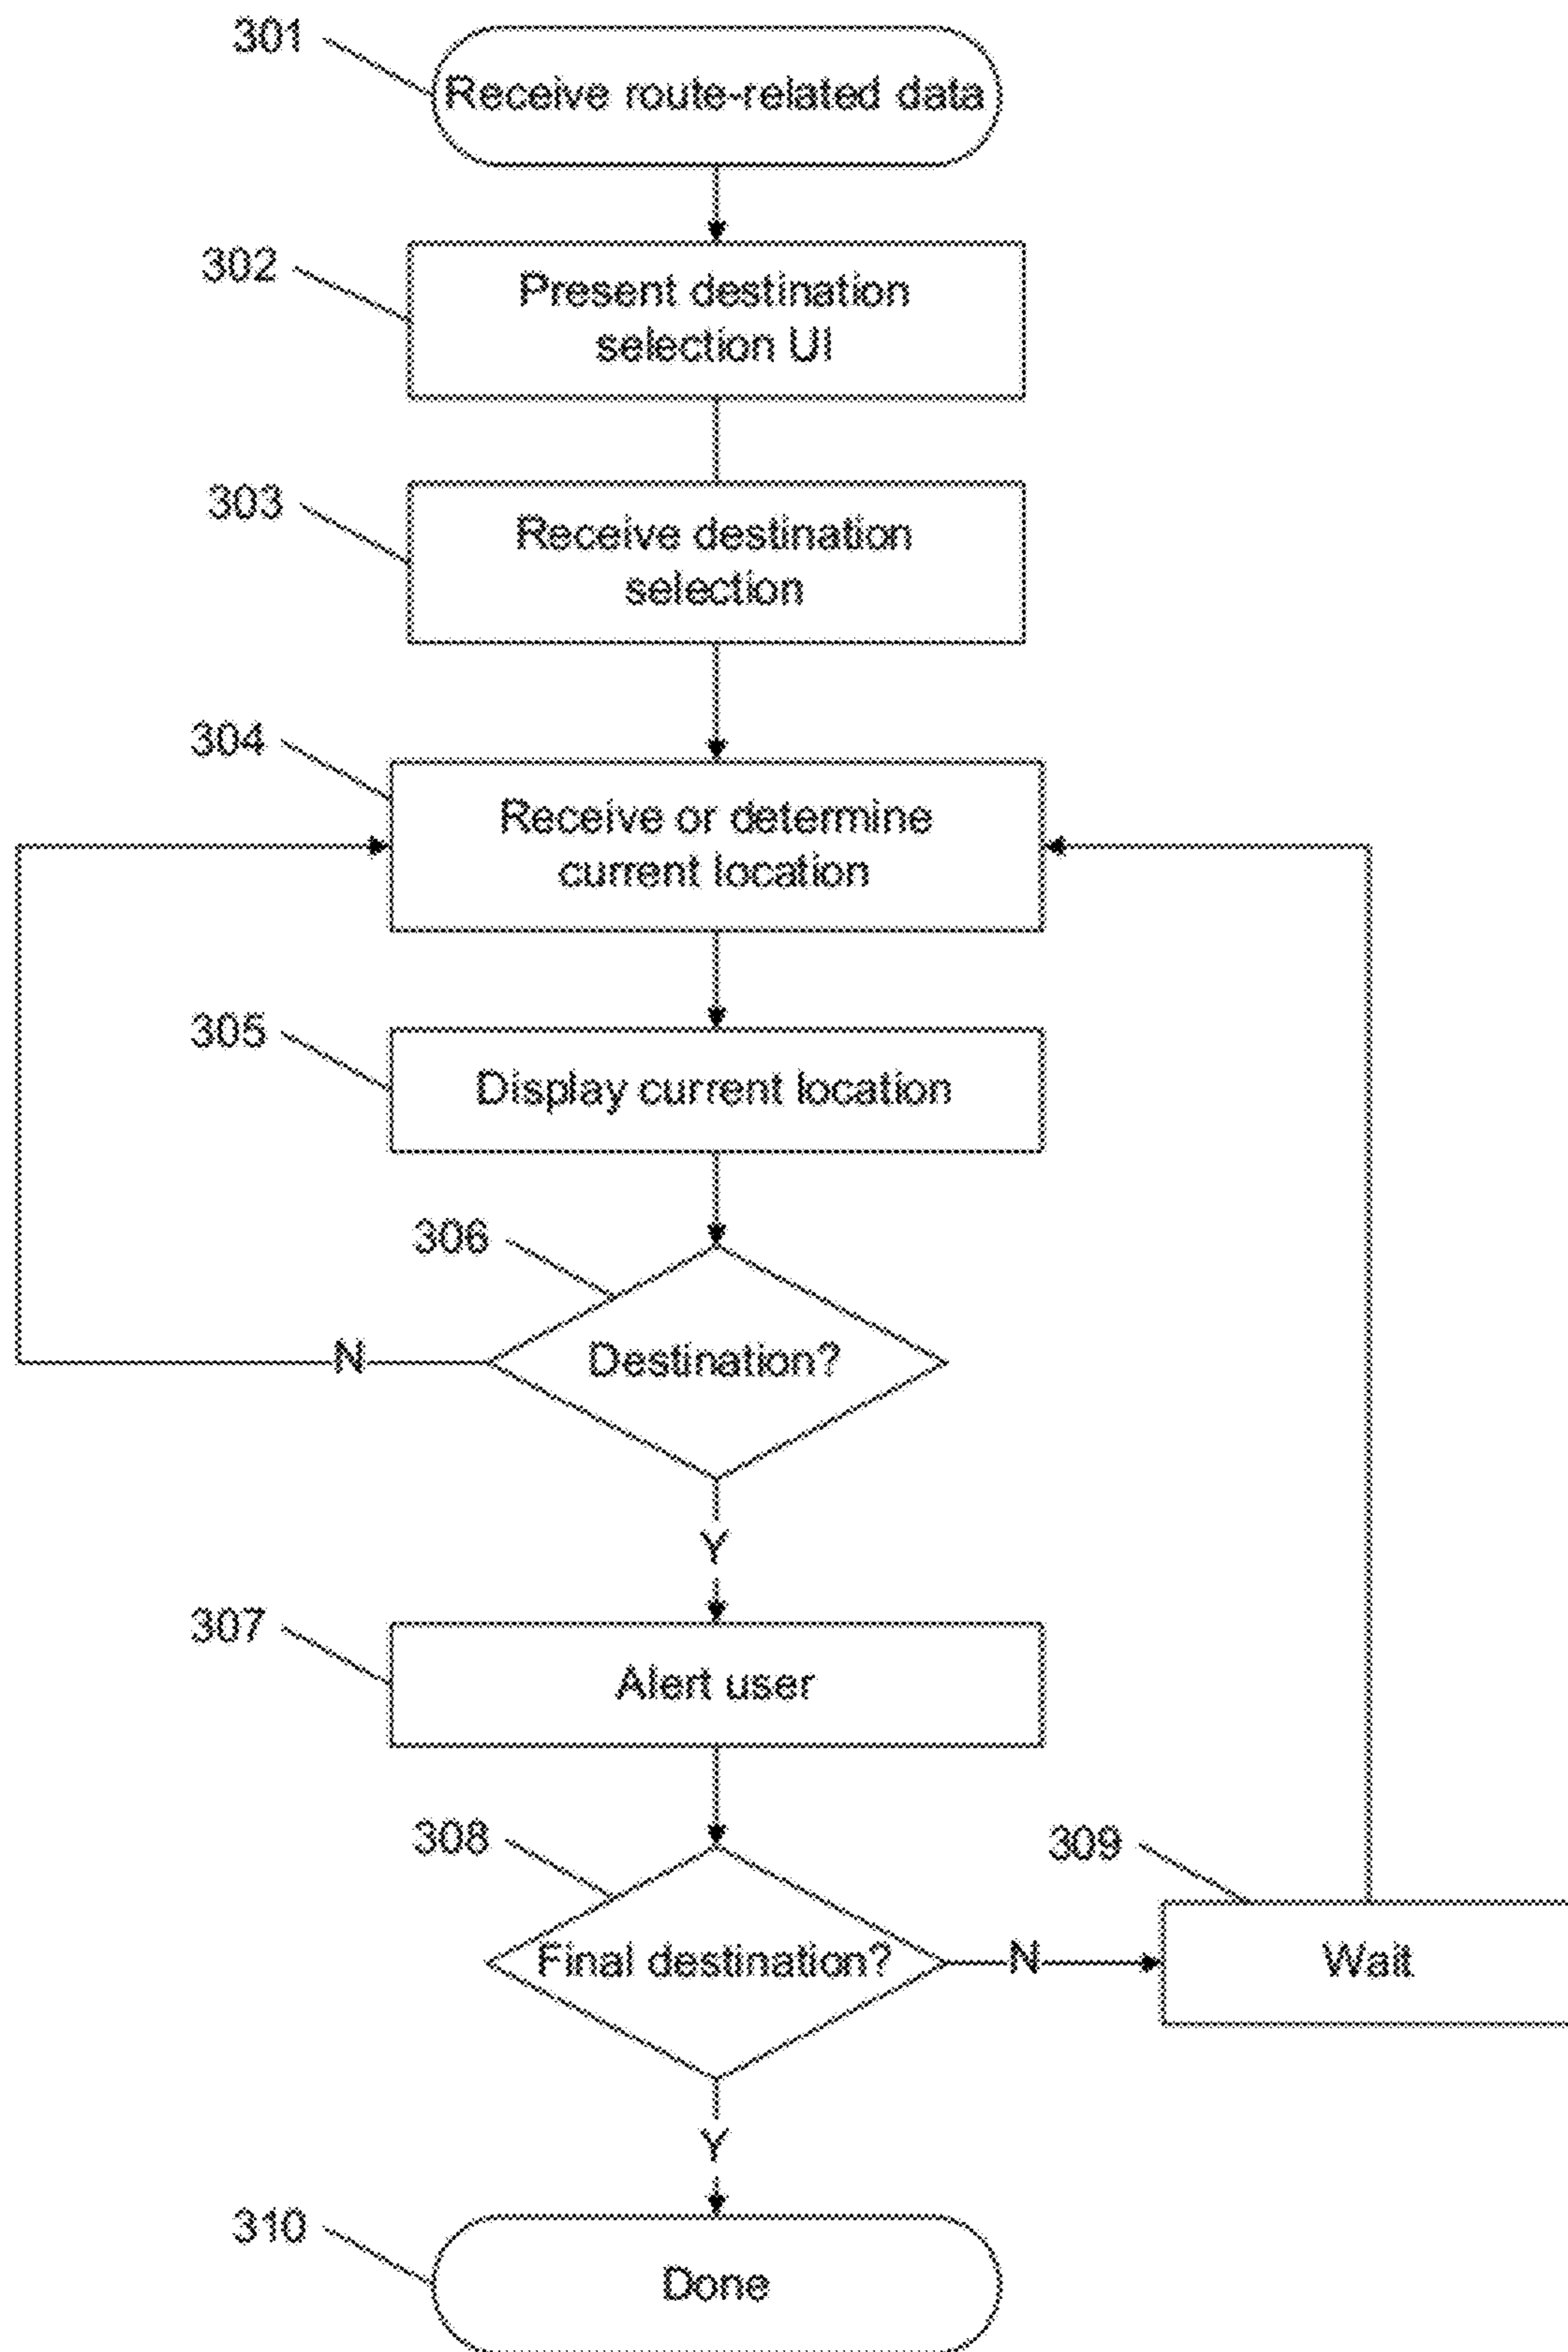 301
Receive route-related data
302
Present destination
selection UI
303
Receive destination
selection
304
Receive or determine
current location
305
Display current location
306
Destination?
N
Y
307
Alert user
308
Final destination?
N
309
Wait
Y
310
Done